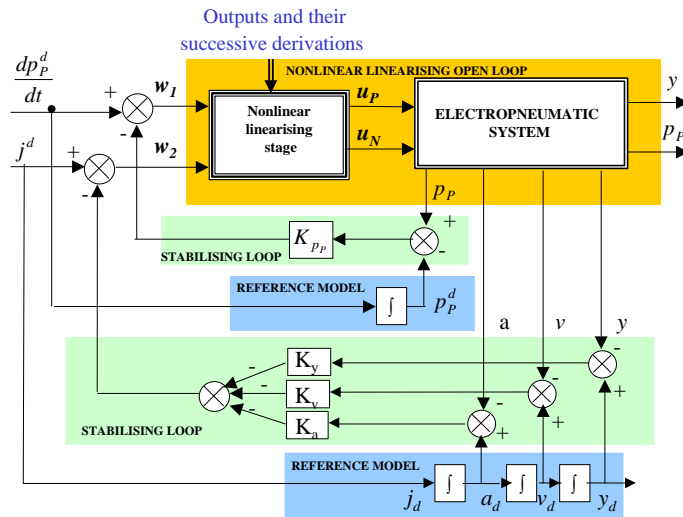 Outputs and their
successive derivations
NONLINEAR LINEARISING OPEN LOOP
dp_P^d
dt
+
-
w_1
j^d
+
-
w_2
Nonlinear
linearising
stage
u_P
u_N
ELECTROPNEUMATIC
SYSTEM
y
p_P
p_P
+
-
K_{p_P}
STABILISING LOOP
REFERENCE MODEL
∫
p_P^d
a
v
y
-
+
K_y
-
K_v
-
+
-
K_a
-
-
+
STABILISING LOOP
REFERENCE MODEL
j_d
∫
a_d
∫
v_d
∫
y_d